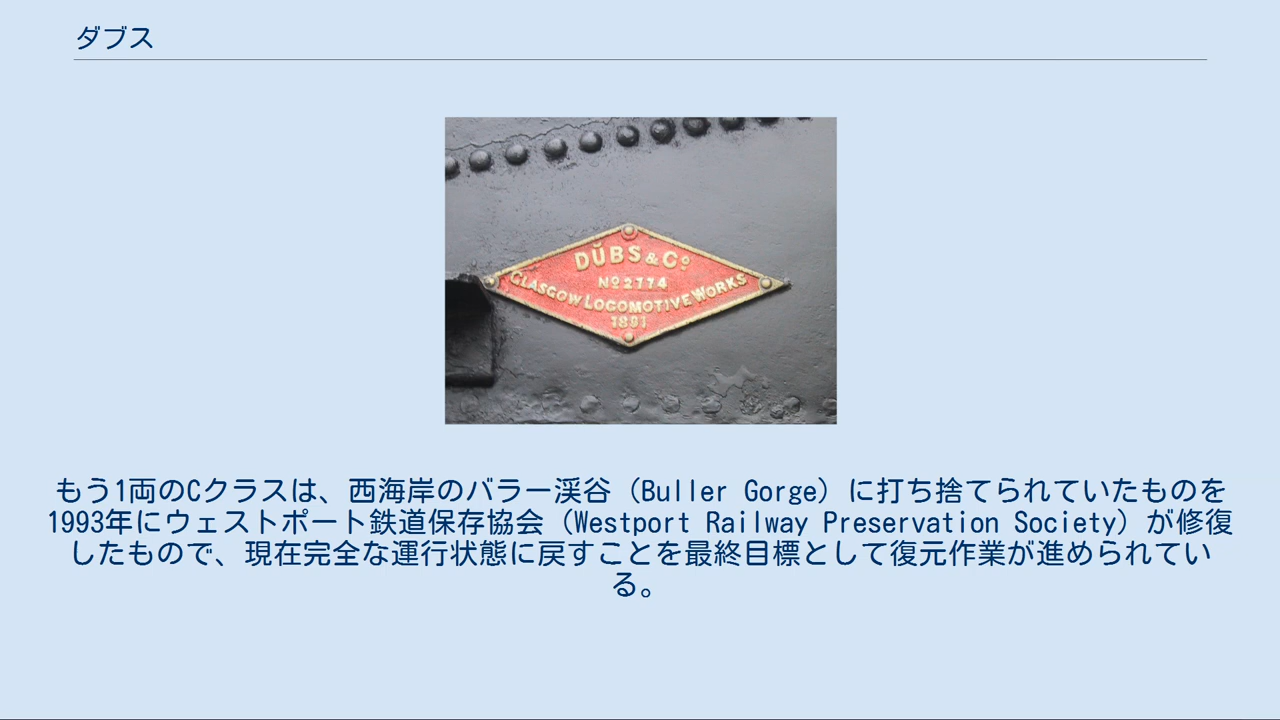 ダブス
DÜBS & Cº
Nº 2774
GLASGOW LOCOMOTIVE WORKS
1891
もう1両のCクラスは、西海岸のバラー渓谷（Buller Gorge）に打ち捨てられていたものを
1993年にウェストポート鉄道保存協会（Westport Railway Preservation Society）が修復
したもので、現在完全な運行状態に戻すことを最終目標として復元作業が進められてい
る。